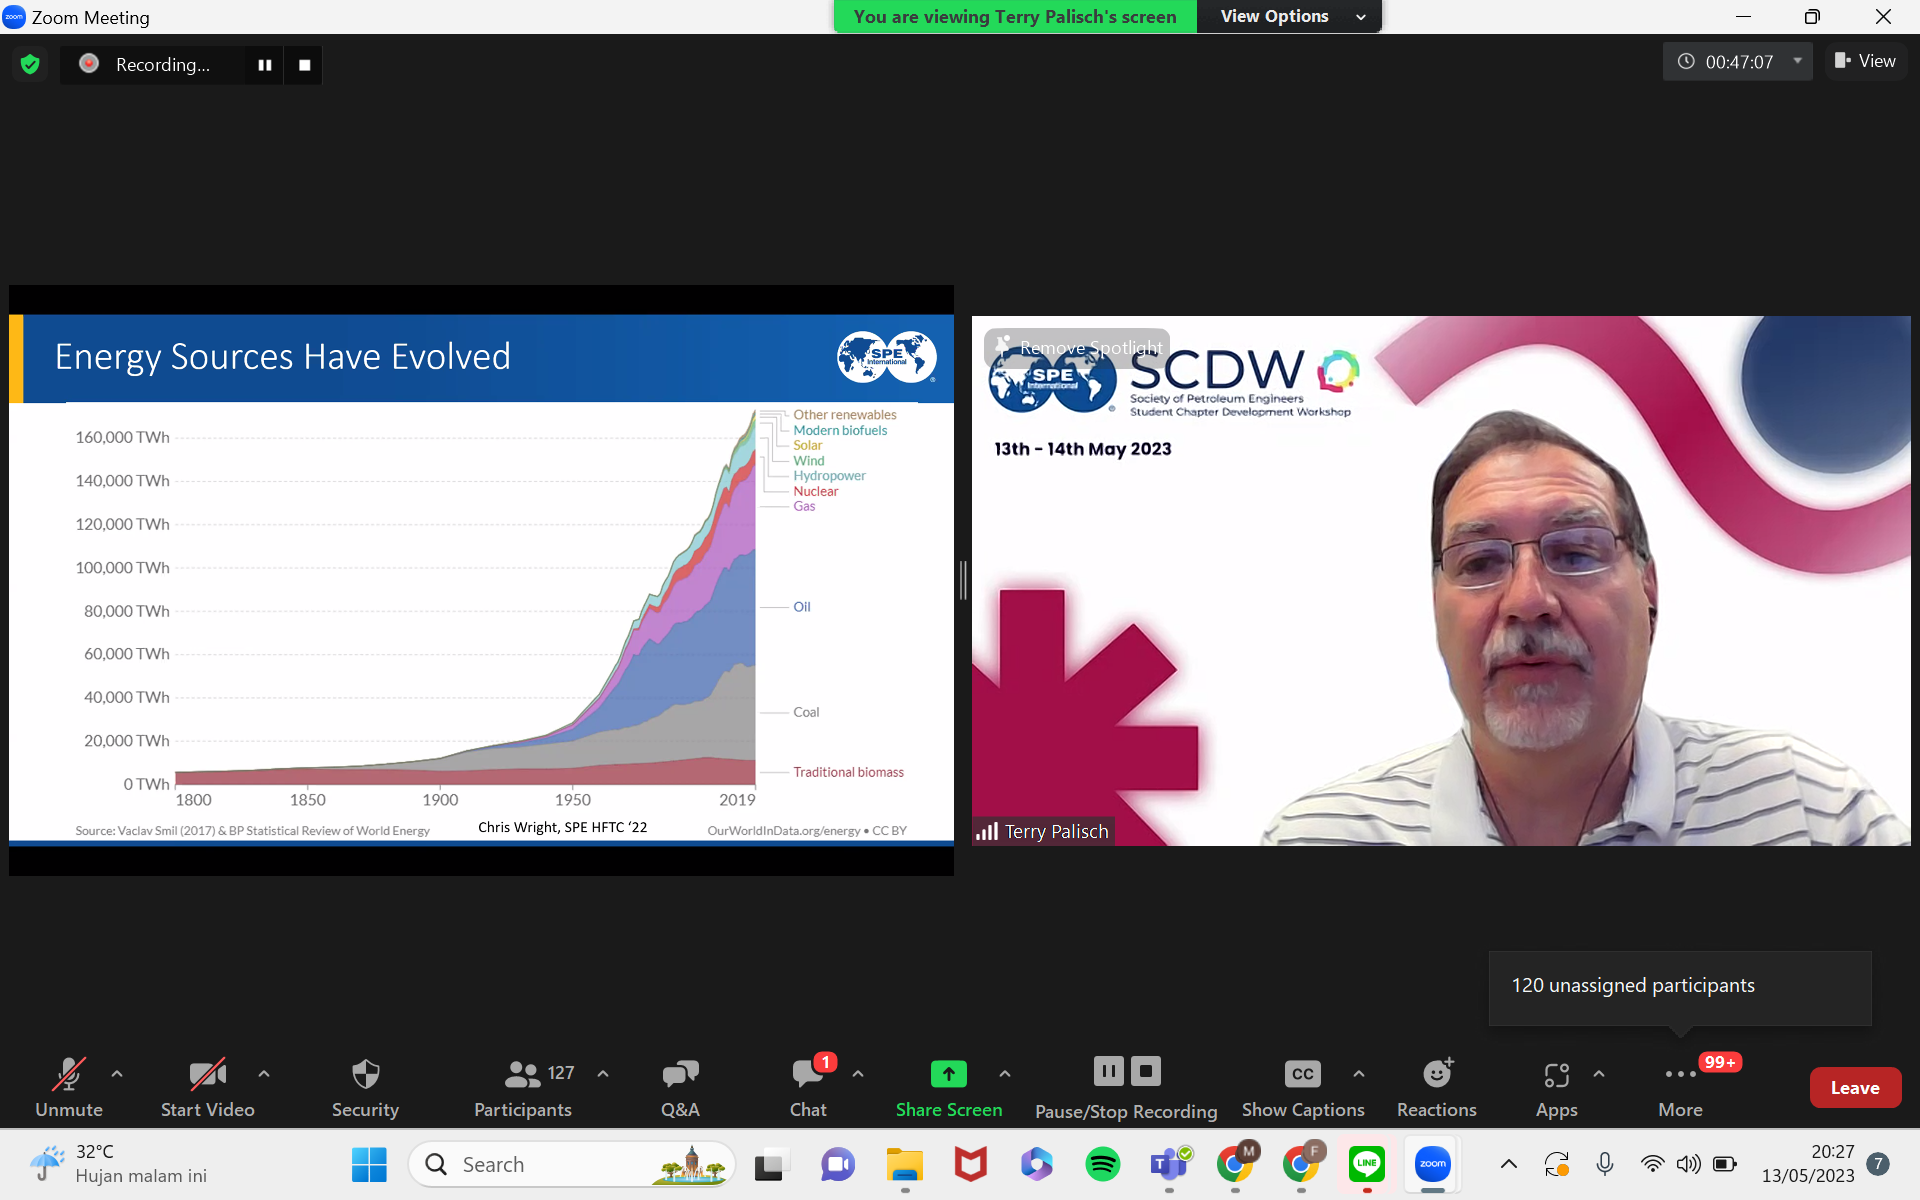 zoom Zoom Meeting
You are viewing Terry Palisch's screen
View Options
Recording...
00:47:07
View
Energy Sources Have Evolved
SPE
International
160,000 TWh
140,000 TWh
120,000 TWh
100,000 TWh
80,000 TWh
60,000 TWh
40,000 TWh
20,000 TWh
0 TWh
1800
1850
1900
1950
2019
Other renewables
Modern biofuels
Solar
Wind
Hydropower
Nuclear
Gas
Oil
Coal
Traditional biomass
Source: Vaclav Smil (2017) & BP Statistical Review of World Energy
Chris Wright, SPE HFTC ‘22
OurWorldInData.org/energy • CC BY
Remove Spotlight
SPE
International
SCDW
Society of Petroleum Engineers
Student Chapter Development Workshop
13th - 14th May 2023
Terry Palisch
120 unassigned participants
Unmute
Start Video
Security
127
Participants
Q&A
1
Chat
Share Screen
Pause/Stop Recording
CC
Show Captions
Reactions
Apps
99+
More
Leave
32°C
Hujan malam ini
Search
M
F
LINE
zoom
20:27
13/05/2023
7